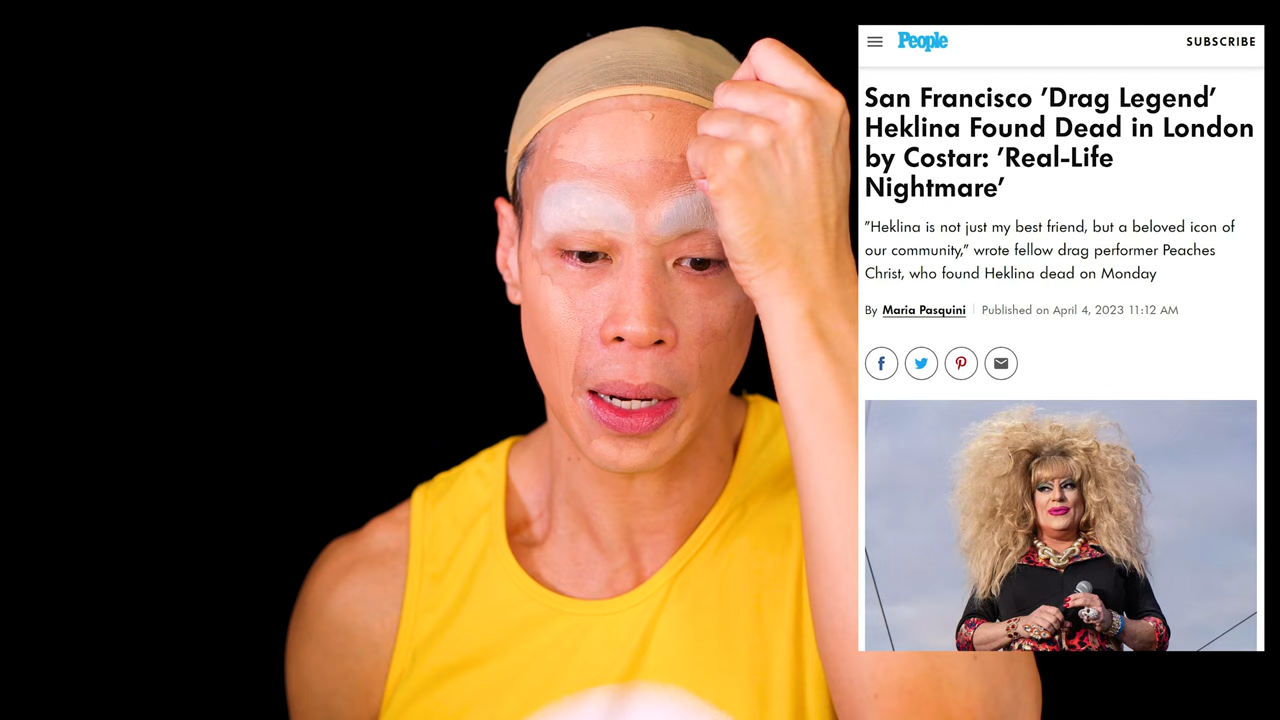 People
SUBSCRIBE
San Francisco ’Drag Legend’
Heklina Found Dead in London
by Costar: ’Real-Life
Nightmare’
”Heklina is not just my best friend, but a beloved icon of
our community,” wrote fellow drag performer Peaches
Christ, who found Heklina dead on Monday
By Maria Pasquini | Published on April 4, 2023 11:12 AM